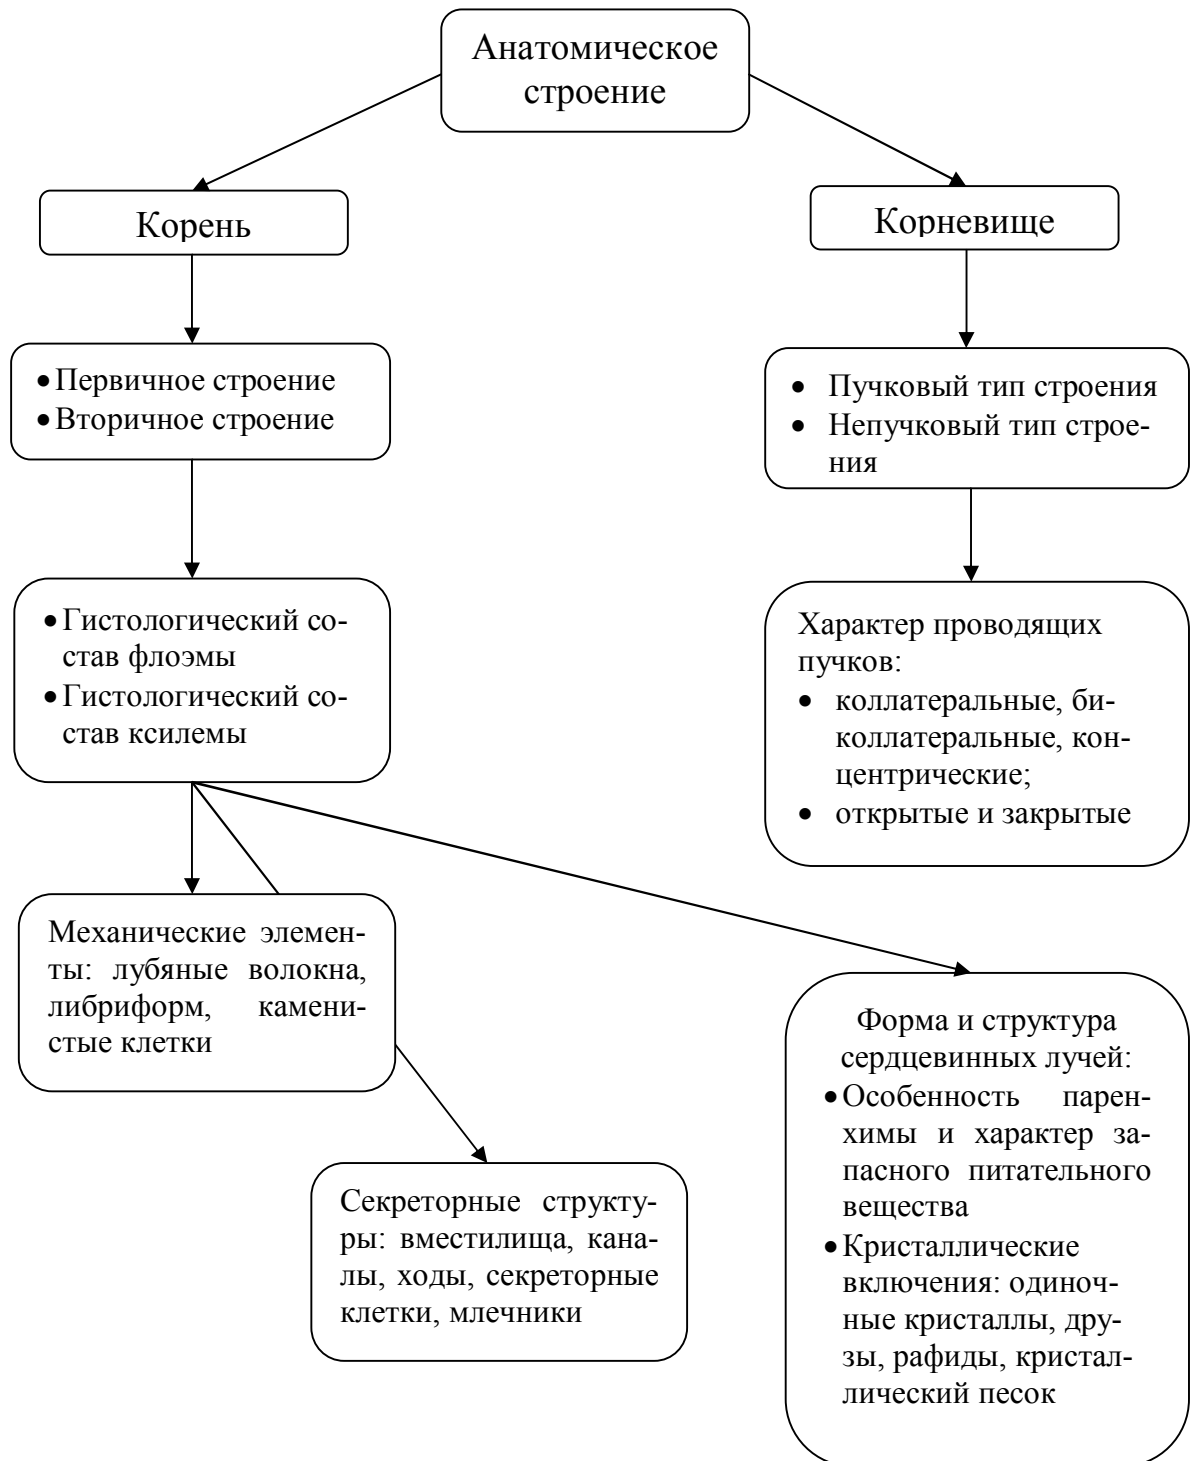 Анатомическое
строение
Корень
Корневище
• Первичное строение
• Вторичное строение
• Пучковый тип строения
• Непучковый тип строе-
ния
• Гистологический со-
став флоэмы
• Гистологический со-
став ксилемы
Характер проводящих
пучков:
• коллатеральные, би-
коллатеральные, кон-
центрические;
• открытые и закрытые
Механические элемен-
ты: лубяные волокна,
либриформ, камени-
стые клетки
Форма и структура
сердцевинных лучей:
• Особенность парен-
химы и характер за-
пасного питательного
вещества
• Кристаллические
включения: одиноч-
ные кристаллы, дру-
зы, рафиды, кристал-
лический песок
Секреторные структу-
ры: вместилища, кана-
лы, ходы, секреторные
клетки, млечники